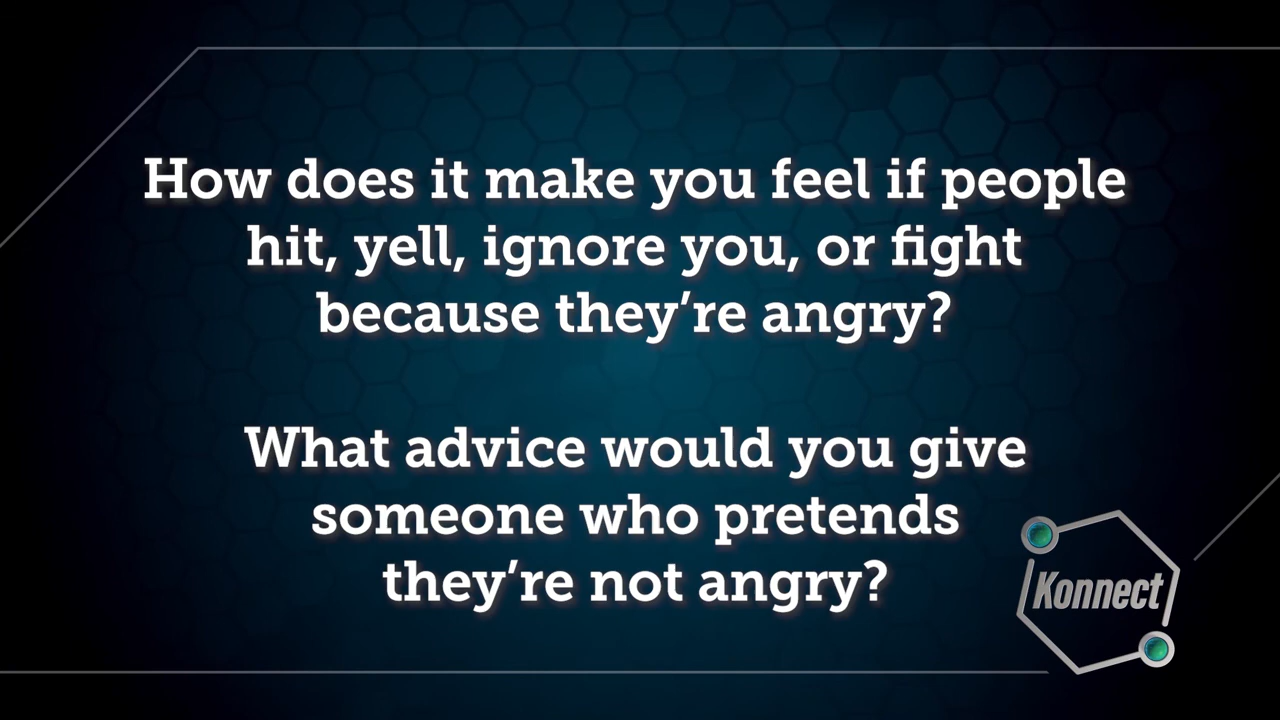 How does it make you feel if people
hit, yell, ignore you, or fight
because they’re angry?
What advice would you give
someone who pretends
they’re not angry?
Konnect